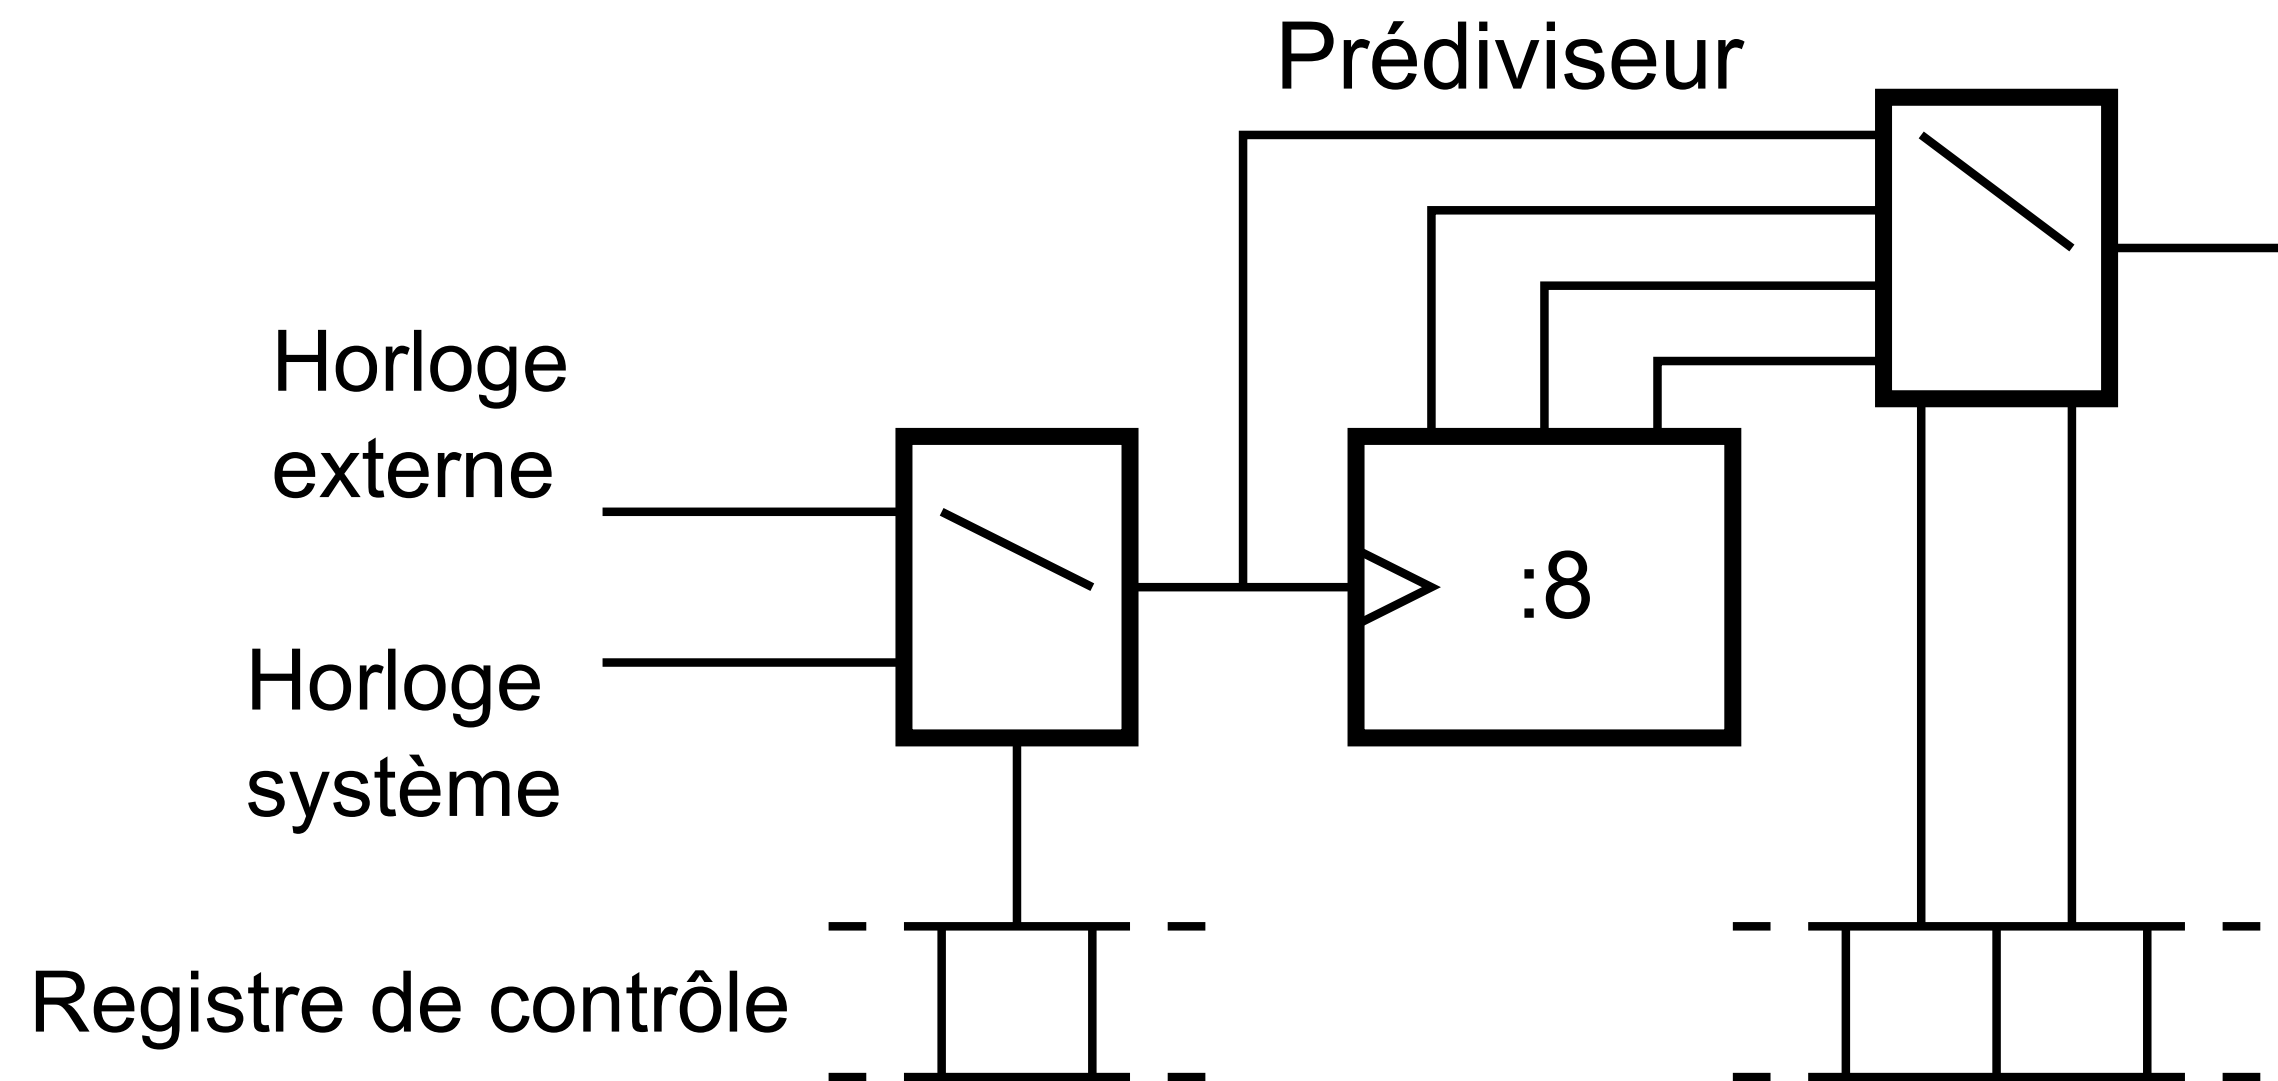 Prédiviseur
Horloge
externe
:8
Horloge
système
Registre de contrôle